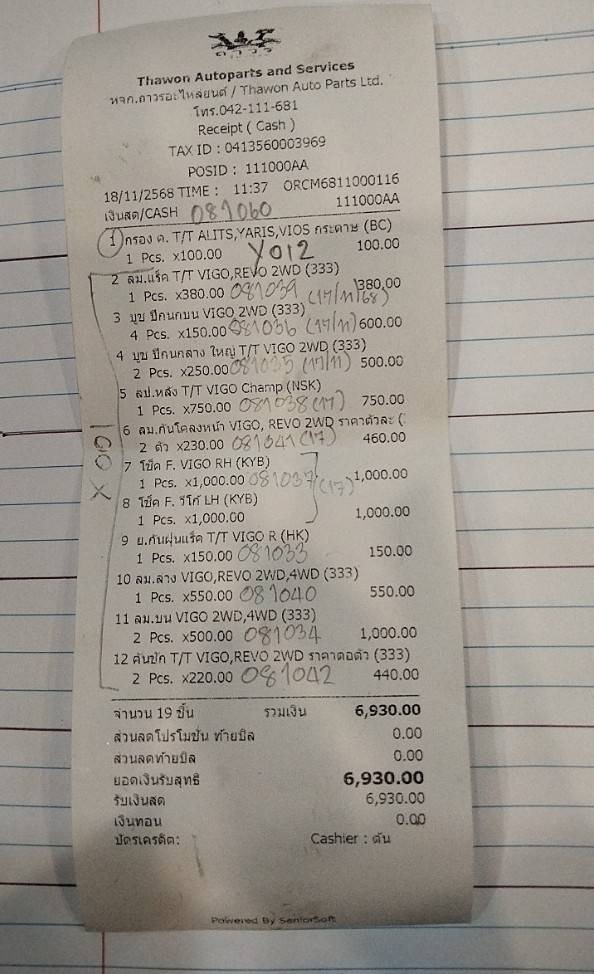 ถาวร
Thawon Autoparts and Services
หจก.ถาวรอะไหล่ยนต์ / Thawon Auto Parts Ltd.
โทร.042-111-681
Receipt ( Cash )
TAX ID : 0413560003969
POSID : 111000AA
18/11/2568 TIME : 11:37 ORCM6811000116
เงินสด/CASH 081060 111000AA
1 กรอง ค. T/T ALITS,YARIS,VIOS กระดาษ (BC)
1 Pcs. x100.00 Y012 100.00
2 ลม.แร็ค T/T VIGO,REVO 2WD (333)
1 Pcs. x380.00 081039 (17/11/68) 380.00
3 บูช ปีกนกบน VIGO 2WD (333)
4 Pcs. x150.00 081036 (17/11) 600.00
4 บูช ปีกนกล่าง ใหญ่ T/T VIGO 2WD (333)
2 Pcs. x250.00 081035 (17/11) 500.00
5 ลป.หลัง T/T VIGO Champ (NSK)
1 Pcs. x750.00 081038 (17) 750.00
6 ลม.กันโคลงหน้า VIGO, REVO 2WD ราคาตัวละ (
2 ตัว x230.00 081041 (17) 460.00
7 โช๊ค F. VIGO RH (KYB)
1 Pcs. x1,000.00 081037 (17) 1,000.00
8 โช๊ค F. วีโก้ LH (KYB)
1 Pcs. x1,000.00 1,000.00
9 ย.กันฝุ่นแร็ค T/T VIGO R (HK)
1 Pcs. x150.00 081033 150.00
10 ลม.ล่าง VIGO,REVO 2WD,4WD (333)
1 Pcs. x550.00 081040 550.00
11 ลม.บน VIGO 2WD,4WD (333)
2 Pcs. x500.00 081034 1,000.00
12 คันชัก T/T VIGO,REVO 2WD ราคาต่อตัว (333)
2 Pcs. x220.00 081042 440.00
จำนวน 19 ชิ้น รวมเงิน 6,930.00
ส่วนลดโปรโมชั่น ท้ายบิล 0.00
ส่วนลดท้ายบิล 0.00
ยอดเงินรับสุทธิ 6,930.00
รับเงินสด 6,930.00
เงินทอน 0.00
บัตรเครดิต: Cashier : ตั้น
Powered By SeniorSoft